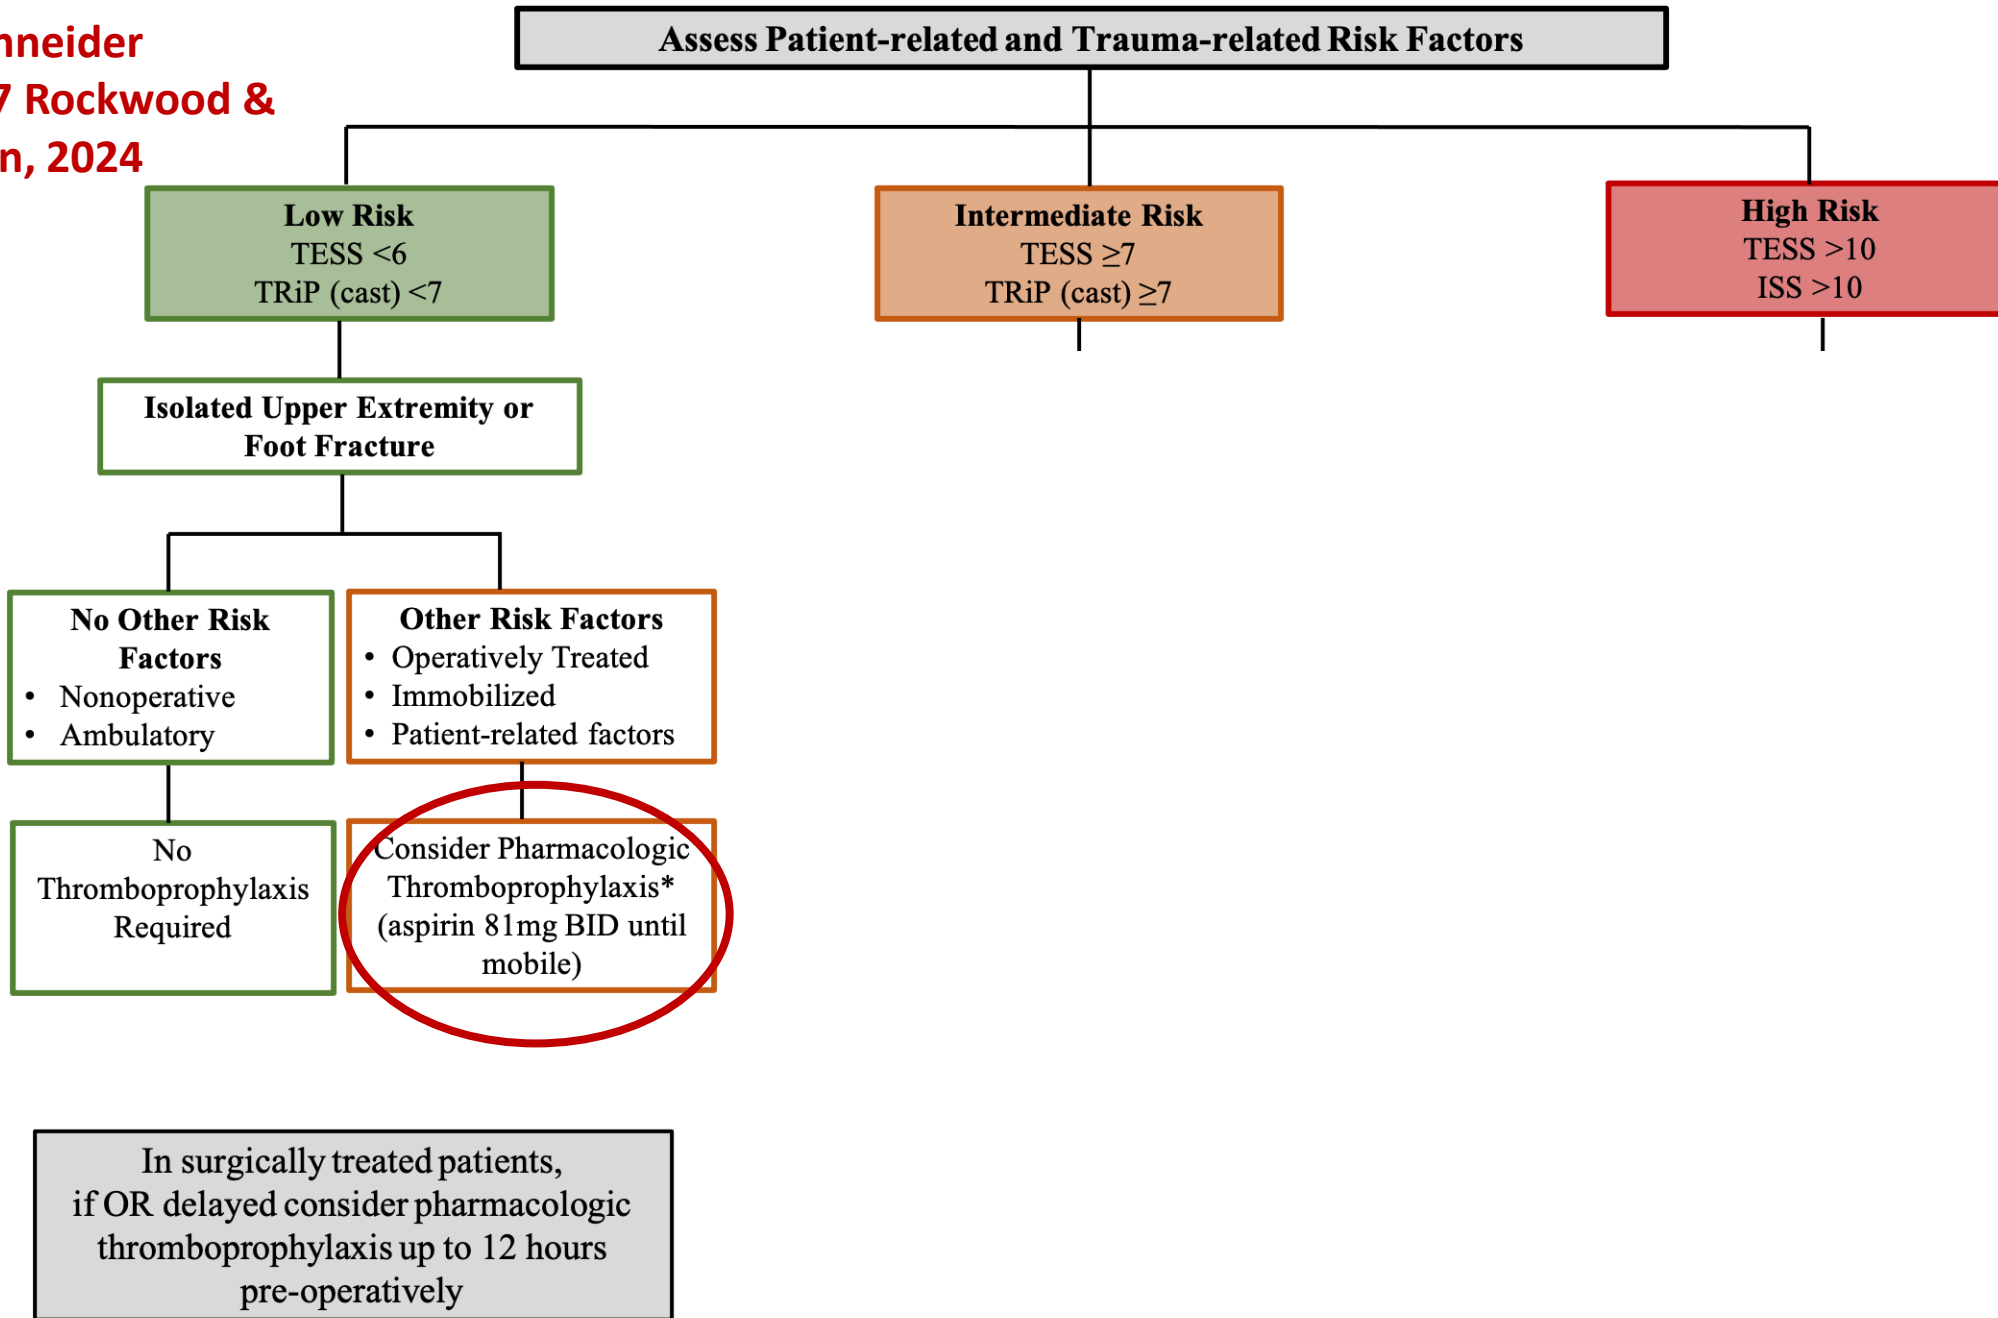 hneider
7 Rockwood &
n, 2024
Assess Patient-related and Trauma-related Risk Factors
Low Risk
TESS <6
TRiP (cast) <7
Intermediate Risk
TESS ≥7
TRiP (cast) ≥7
High Risk
TESS >10
ISS >10
Isolated Upper Extremity or
Foot Fracture
No Other Risk
Factors
• Nonoperative
• Ambulatory
Other Risk Factors
• Operatively Treated
• Immobilized
• Patient-related factors
No
Thromboprophylaxis
Required
Consider Pharmacologic
Thromboprophylaxis*
(aspirin 81mg BID until
mobile)
In surgically treated patients,
if OR delayed consider pharmacologic
thromboprophylaxis up to 12 hours
pre-operatively